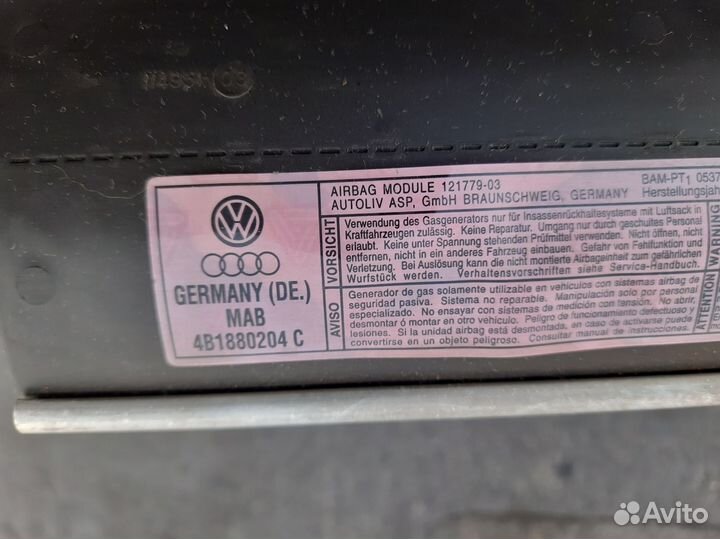 AIRBAG MODULE 121779-03
AUTOLIV ASP, GmbH BRAUNSCHWEIG, GERMANY
BAM-PT1 0537
Herstellungsjah
VORSICHT
Verwendung des Gasgenerators nur für Insassenrückhaltesysteme mit Luftsack in
Kraftfahrzeugen zulässig. Keine Reparatur. Umgang nur durch geschultes Personal
erlaubt. Keine unter Spannung stehenden Prüfmittel verwenden. Nicht öffnen, nicht
entleeren, nicht in ein anderes Fahrzeug einbauen. Gefahr von Fehlfunktion und
Verletzung. Bei Auslösung kann die nicht montierte Airbageinheit zum gefährlichen
Wurfstück werden. Verhaltensvorschriften siehe Service-Handbuch.
WARNING
GERMANY (DE.)
MAB
4B1880204 C
AVISO
Generador de gas solamente utilizable en vehículos con sistemas airbag de
seguridad pasiva. Sistema no reparable. Manipulación solo por personal
No ensayar con sistemas de medición con tensión. No abrir,
desmontar ó montar en otro vehículo. Peligro de funcionamiento defectuoso y
lesiones. Si la unidad airbag está desmontada, en caso de activarse puede
convertirse en un objeto peligroso. Consultar manual de instrucciones.
ATTENTION
Avito